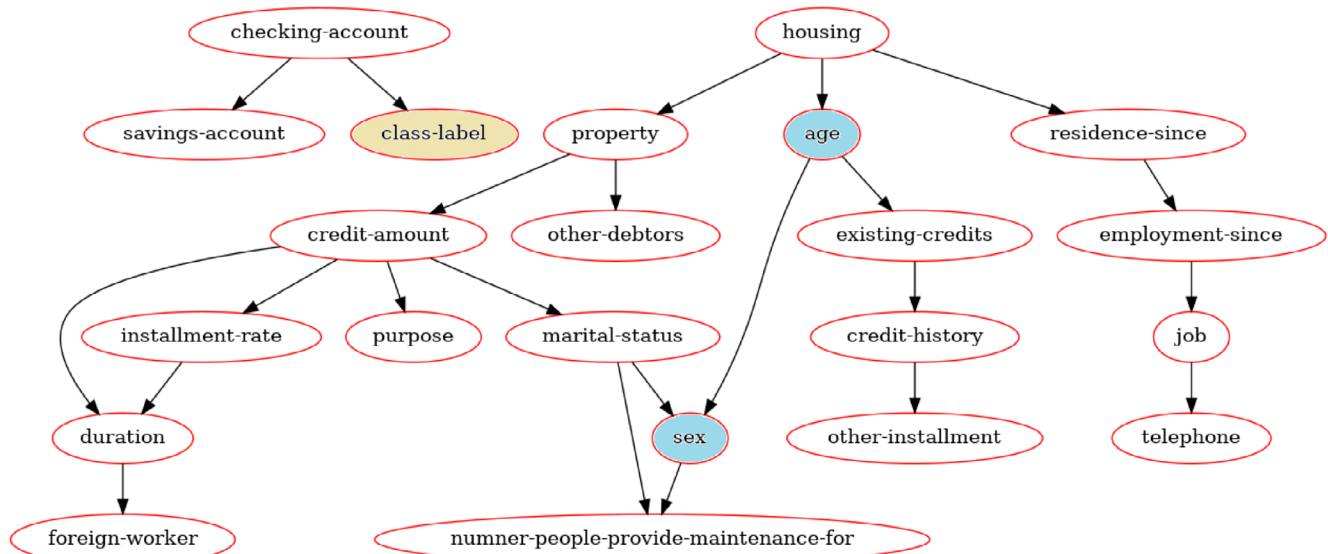 checking-account
housing
savings-account
class-label
property
age
residence-since
credit-amount
other-debtors
existing-credits
employment-since
installment-rate
purpose
marital-status
credit-history
job
duration
sex
other-installment
telephone
foreign-worker
numner-people-provide-maintenance-for